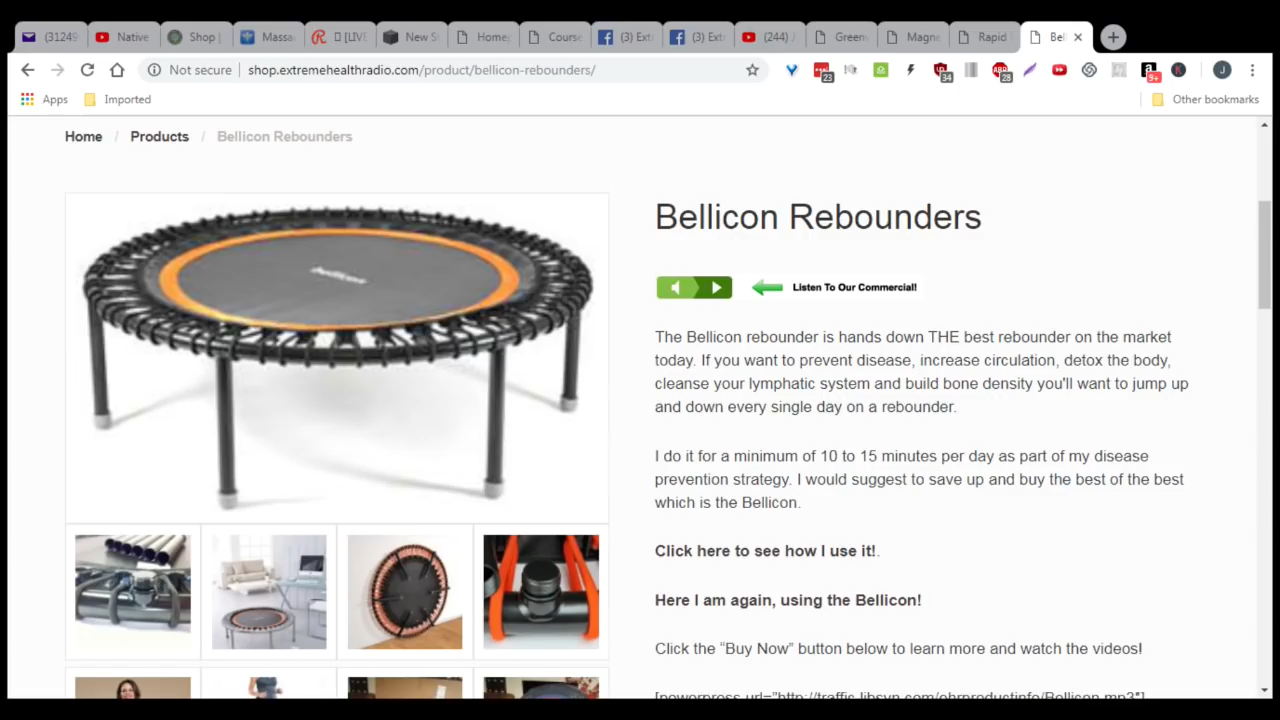 (31249
Native
Shop |
Massa
[LIVE
New S
Home
Course
(3) Ext
(3) Ext
(244) J
Green
Magne
Rapid
Bel
Not secure
shop.extremehealthradio.com/product/bellicon-rebounders/
23
34
28
9+
J
Apps
Imported
Other bookmarks
Home / Products / Bellicon Rebounders
bellicon
Bellicon Rebounders
Listen To Our Commercial!
The Bellicon rebounder is hands down THE best rebounder on the market
today. If you want to prevent disease, increase circulation, detox the body,
cleanse your lymphatic system and build bone density you'll want to jump up
and down every single day on a rebounder.
I do it for a minimum of 10 to 15 minutes per day as part of my disease
prevention strategy. I would suggest to save up and buy the best of the best
which is the Bellicon.
Click here to see how I use it!.
Here I am again, using the Bellicon!
Click the “Buy Now” button below to learn more and watch the videos!
[powerpress url="http://traffic.libsyn.com/ehrproductinfo/Bellicon.mp3"]